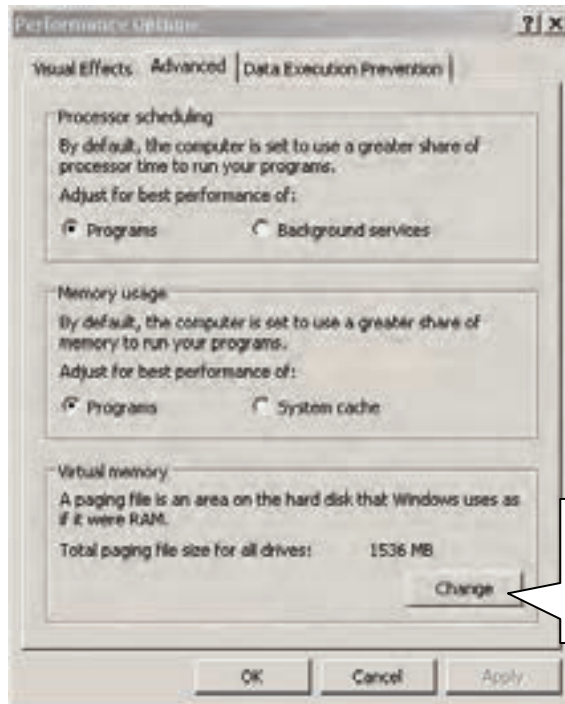 Performance Options
Visual Effects Advanced Data Execution Prevention
Processor scheduling
By default, the computer is set to use a greater share of
processor time to run your programs.
Adjust for best performance of:
Programs Background services
Memory usage
By default, the computer is set to use a greater share of
memory to run your programs.
Adjust for best performance of:
Programs System cache
Virtual memory
A paging file is an area on the hard disk that Windows uses as
if it were RAM.
Total paging file size for all drives: 1536 MB
Change
OK Cancel Apply